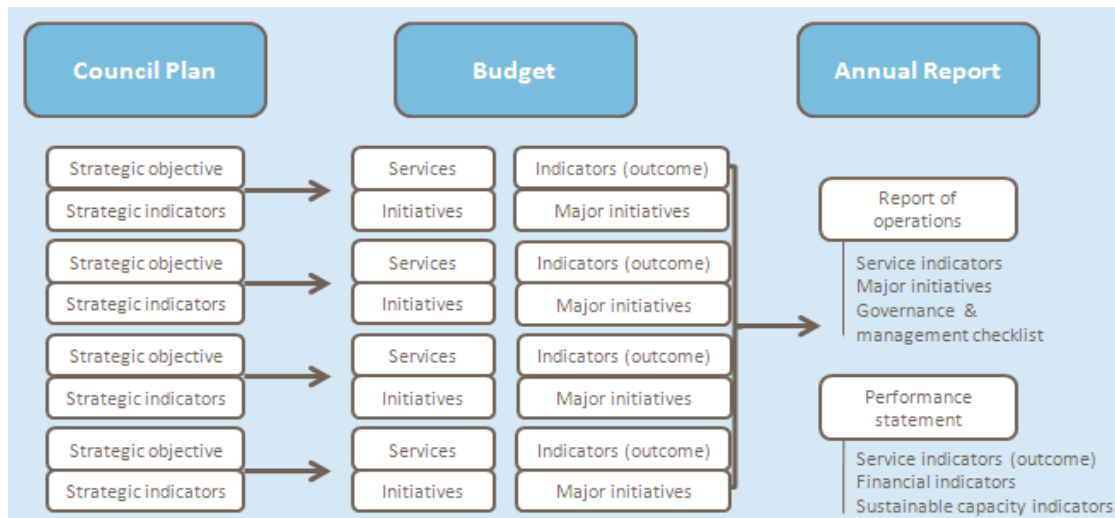 Council Plan
Budget
Annual Report
Strategic objective
Strategic indicators
Services
Initiatives
Indicators (outcome)
Major initiatives
Strategic objective
Strategic indicators
Services
Initiatives
Indicators (outcome)
Major initiatives
Strategic objective
Strategic indicators
Services
Initiatives
Indicators (outcome)
Major initiatives
Strategic objective
Strategic indicators
Services
Initiatives
Indicators (outcome)
Major initiatives
Report of
operations
Service indicators
Major initiatives
Governance &
management checklist
Performance
statement
Service indicators (outcome)
Financial indicators
Sustainable capacity indicators